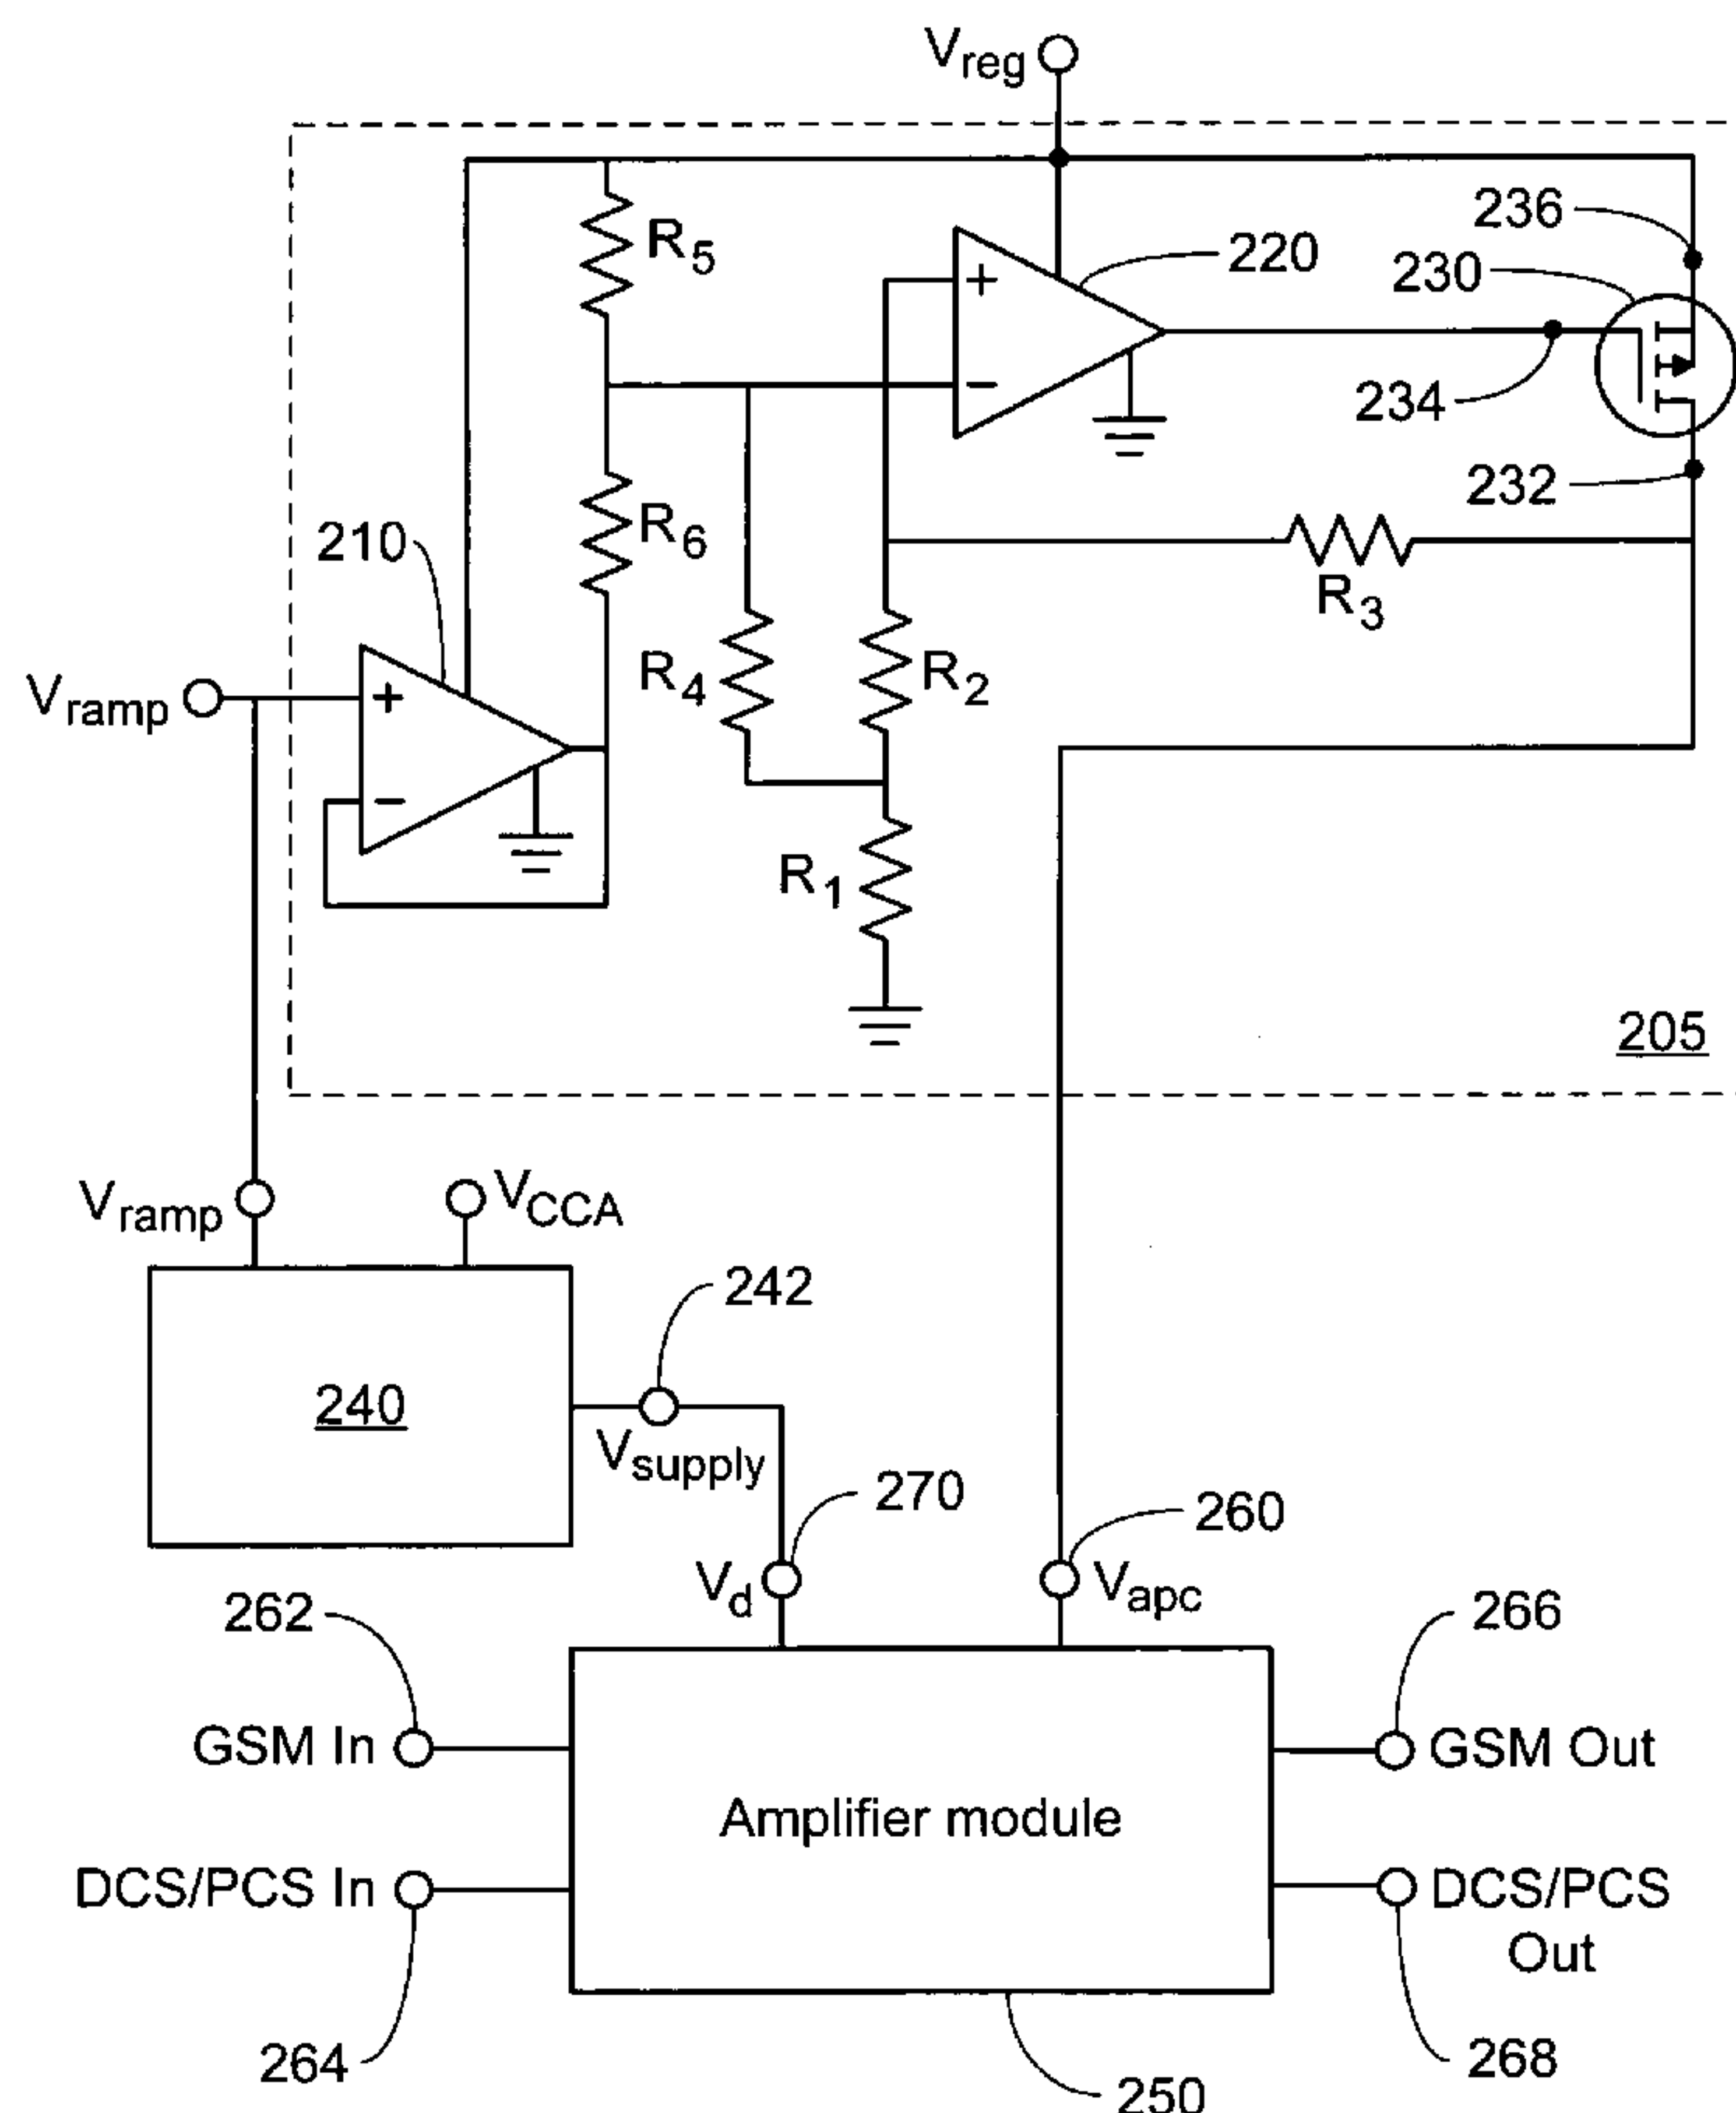 Vreg
236
R5
220
230
234
232
210
R6
R3
R4
R2
Vramp
+
−
+
−
R1
205
Vramp
VCCA
242
240
Vsupply
270
260
Vd
Vapc
262
266
GSM In
GSM Out
Amplifier module
DCS/PCS In
DCS/PCS
Out
264
268
250